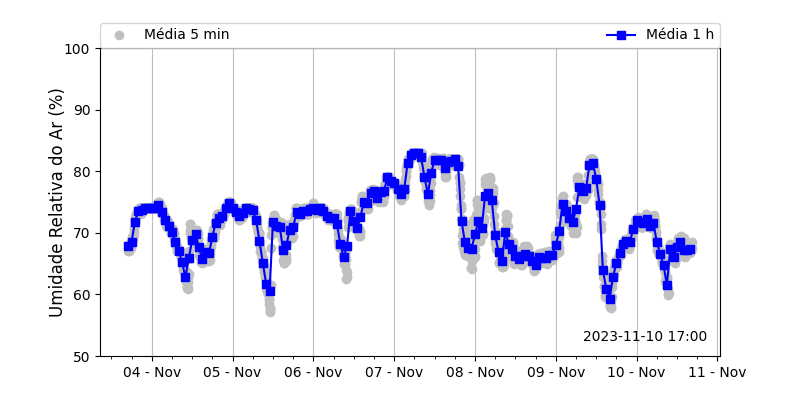 Média 5 min
Média 1 h
100
90
80
70
60
50
Umidade Relativa do Ar (%)
2023-11-10 17:00
04 - Nov
05 - Nov
06 - Nov
07 - Nov
08 - Nov
09 - Nov
10 - Nov
11 - Nov